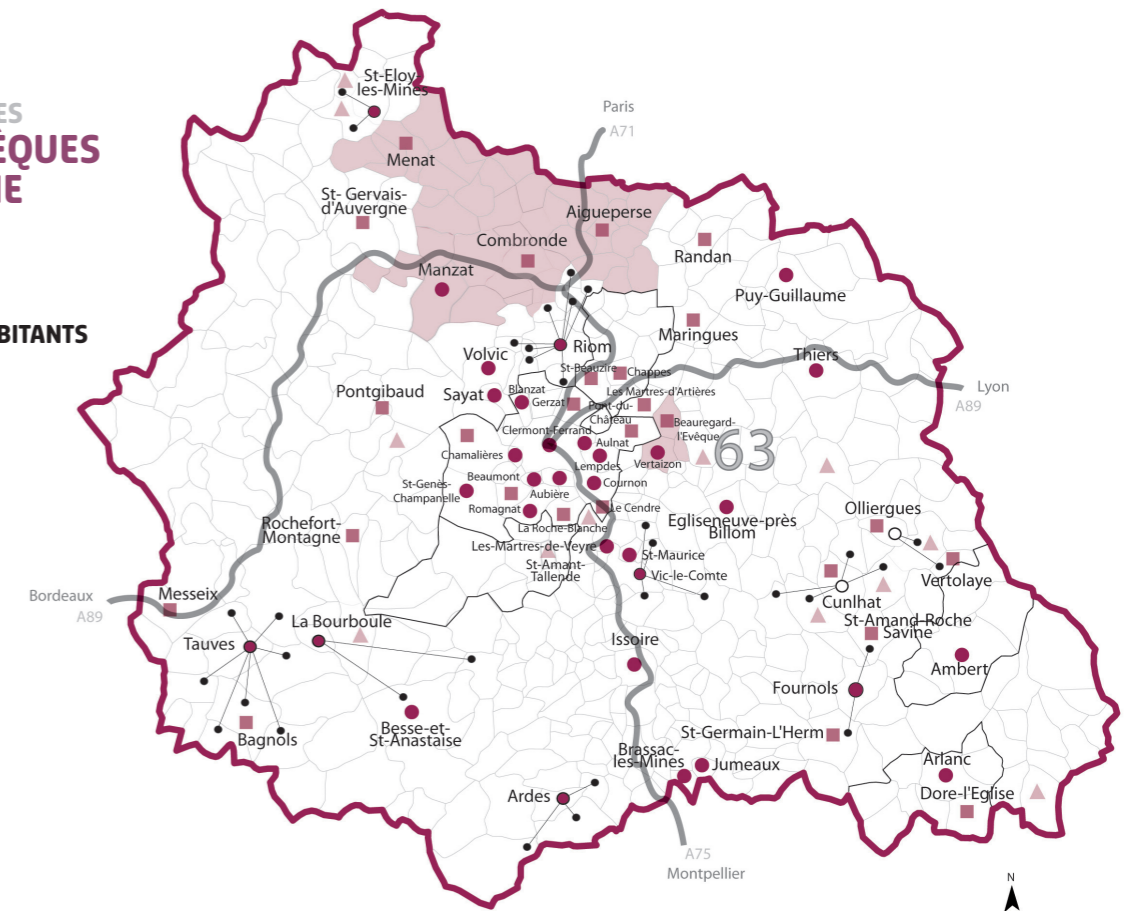 ES
ÈQUES
NE
BITANTS
Paris
A71
St-Eloy-
les-Mines
Menat
St- Gervais-
d'Auvergne
Aigueperse
Combronde
Randan
Manzat
Puy-Guillaume
Maringues
Riom
Volvic
Thiers
St-Beauzire
Chappes
Lyon
A89
Pontgibaud
Sayat
Blanzat
Gerzat
Les Martres-d'Artières
Pont-du-
Château
Beauregard-
l'Evêque
63
Clermont-Ferrand
Aulnat
Chamalières
Lempdes
Vertaizon
St-Genès-
Champanelle
Beaumont
Aubière
Cournon
Romagnat
Le Cendre
La Roche-Blanche
Egliseneuve-près
Billom
Olliergues
Rochefort-
Montagne
Les-Martres-de-Veyre
St-Maurice
St-Amant-
Tallende
Vic-le-Comte
Vertolaye
Cunlhat
Bordeaux
A89
Messeix
La Bourboule
St-Amand-Roche
Savine
Tauves
Issoire
Ambert
Fournols
Bagnols
Besse-et-
St-Anastaise
St-Germain-L'Herm
Brassac-
les-Mines
Jumeaux
Arlanc
Ardes
Dore-l'Eglise
A75
Montpellier
N